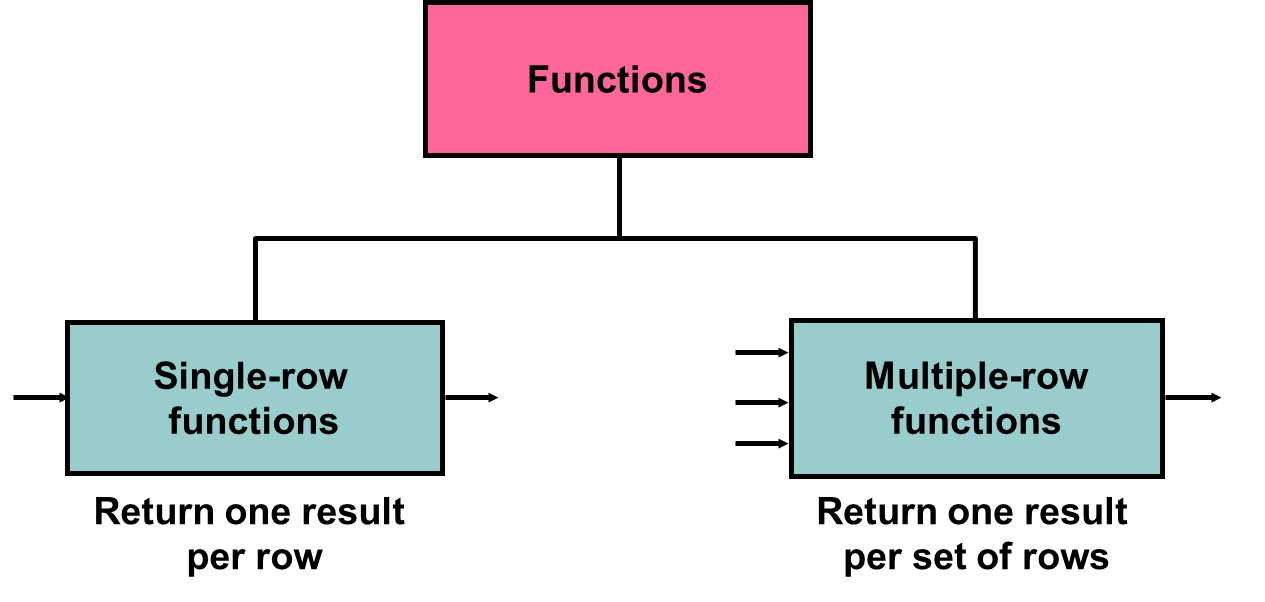 Functions
Single-row
functions
Multiple-row
functions
Return one result
per row
Return one result
per set of rows